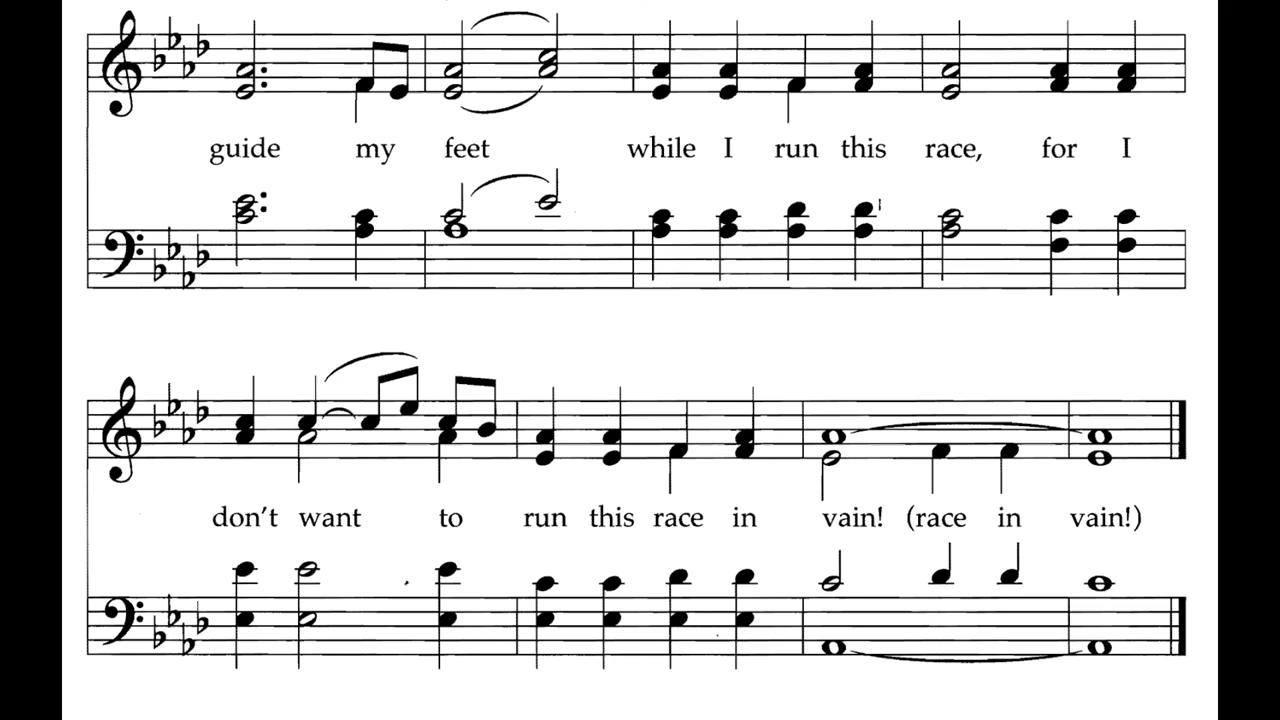 guide my feet while I run this race, for I
don't want to run this race in vain! (race in vain!)